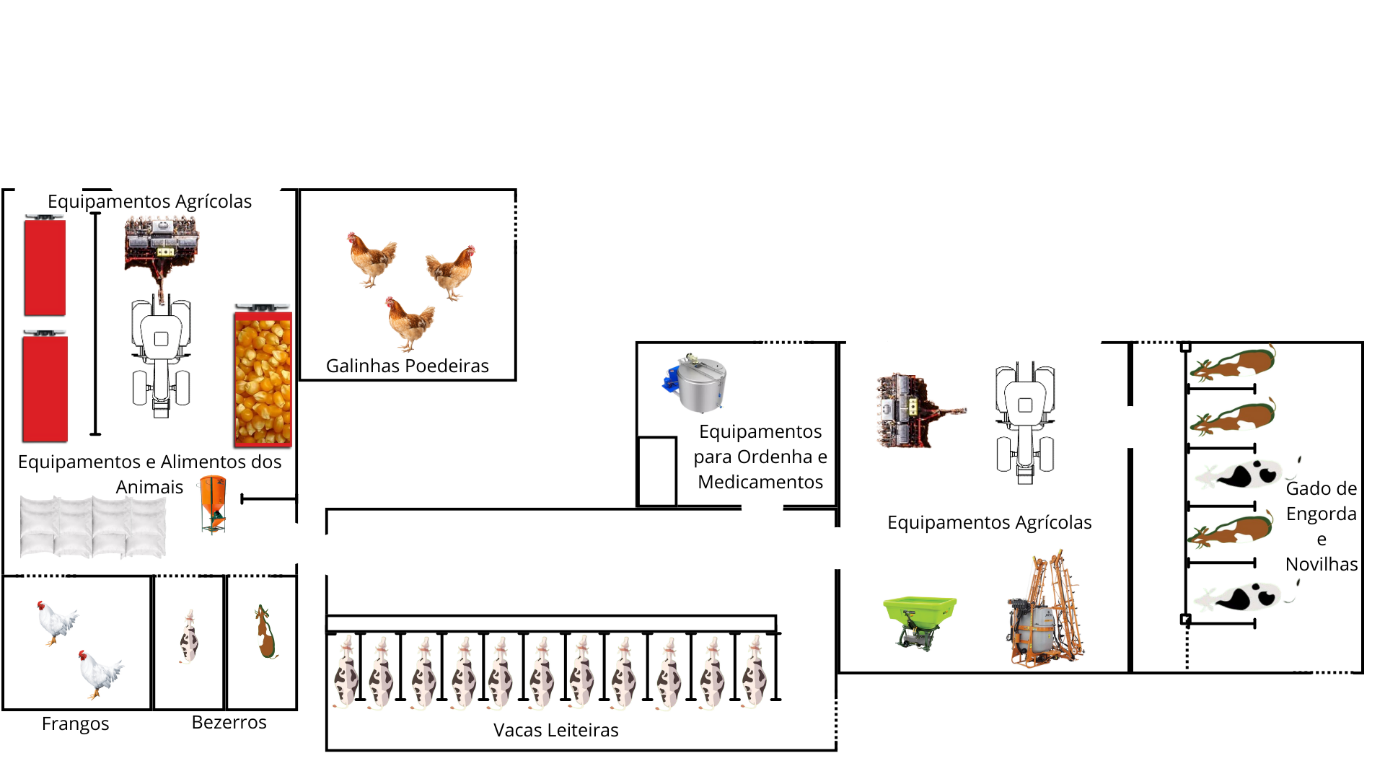 Equipamentos Agrícolas
Galinhas Poedeiras
Equipamentos e Alimentos dos
Animais
Equipamentos
para Ordenha e
Medicamentos
Equipamentos Agrícolas
Gado de
Engorda
e
Novilhas
Frangos
Bezerros
Vacas Leiteiras